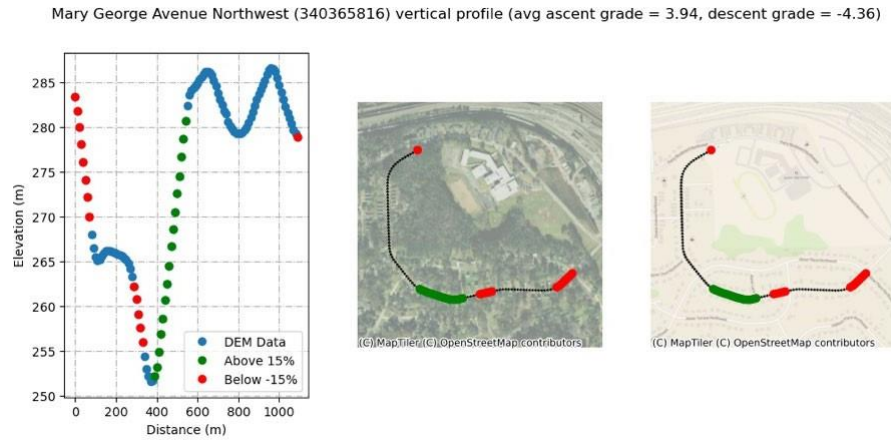 Mary George Avenue Northwest (340365816) vertical profile (avg ascent grade = 3.94, descent grade = -4.36)
285
280
275
270
265
260
255
250
Elevation (m)
DEM Data
Above 15%
Below -15%
0 200 400 600 800 1000
Distance (m)
(C) MapTiler (C) OpenStreetMap contributors
(C) MapTiler (C) OpenStreetMap contributors